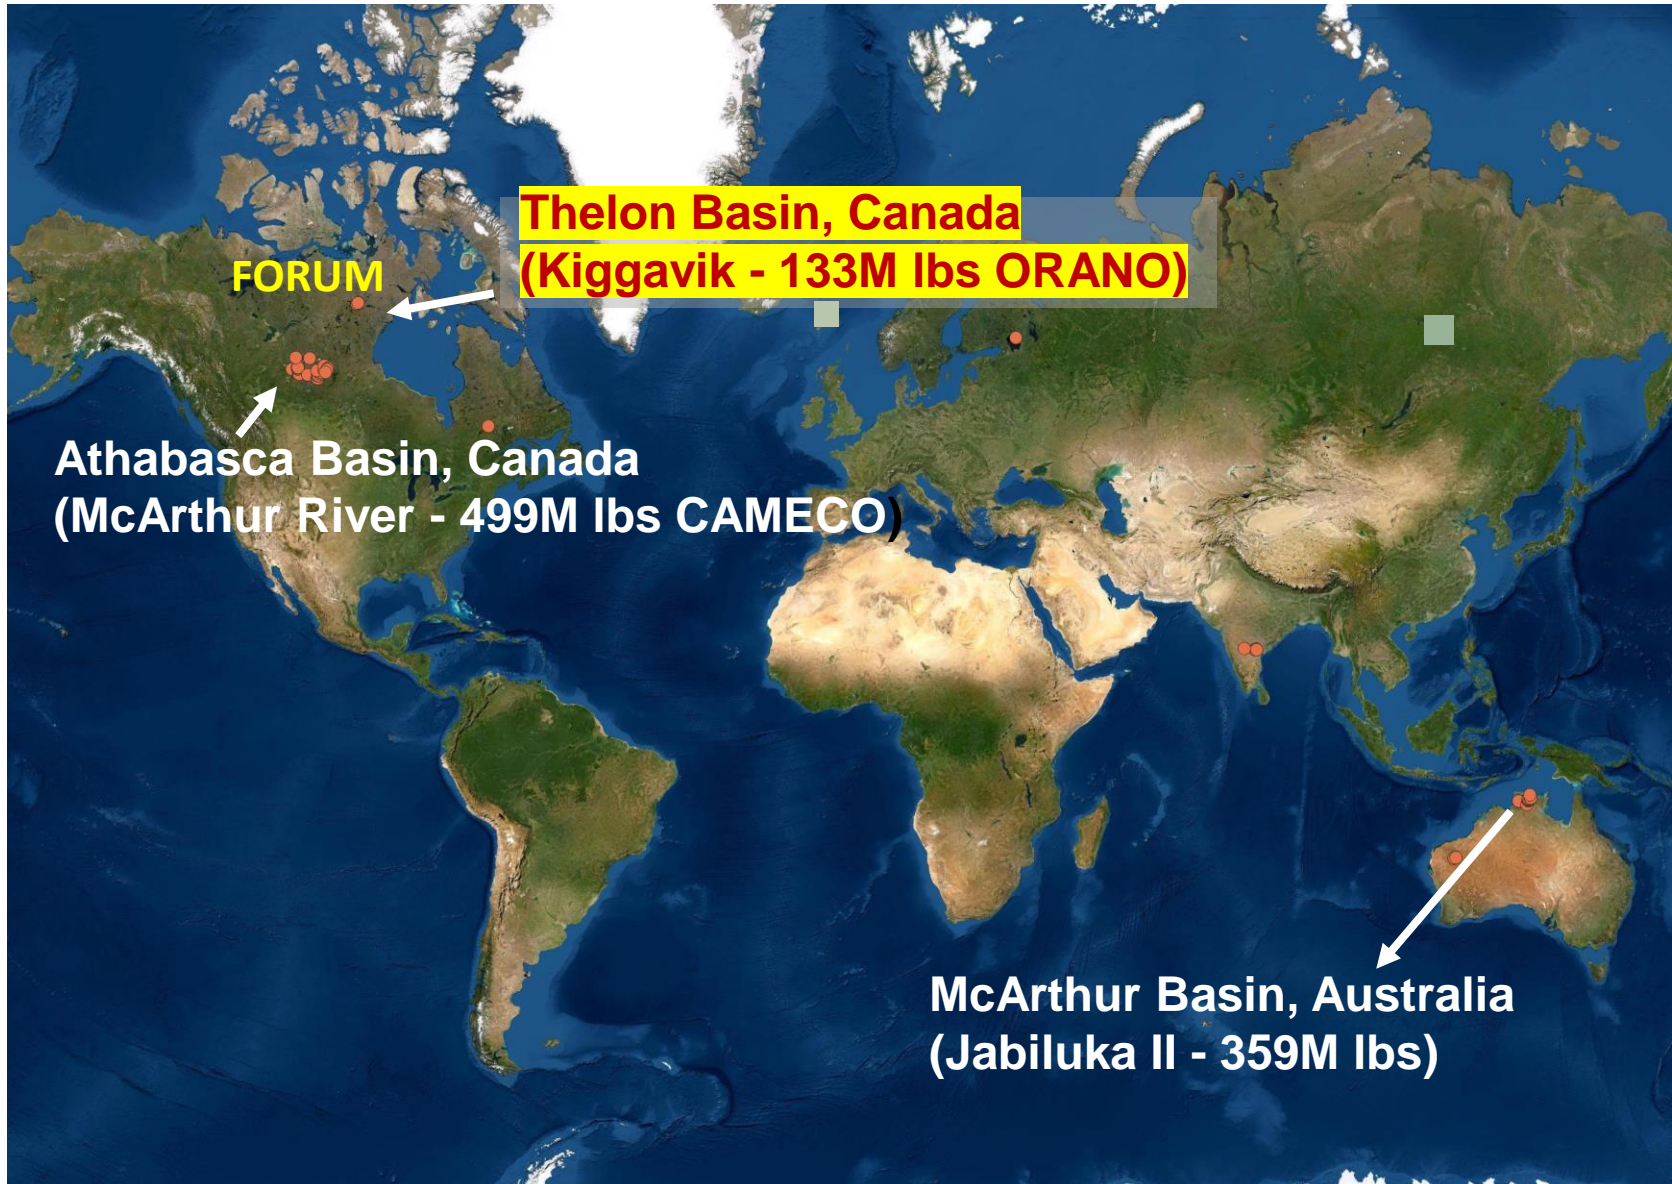 Thelon Basin, Canada
(Kiggavik - 133M lbs ORANO)
FORUM
Athabasca Basin, Canada
(McArthur River - 499M lbs CAMECO)
McArthur Basin, Australia
(Jabiluka II - 359M lbs)